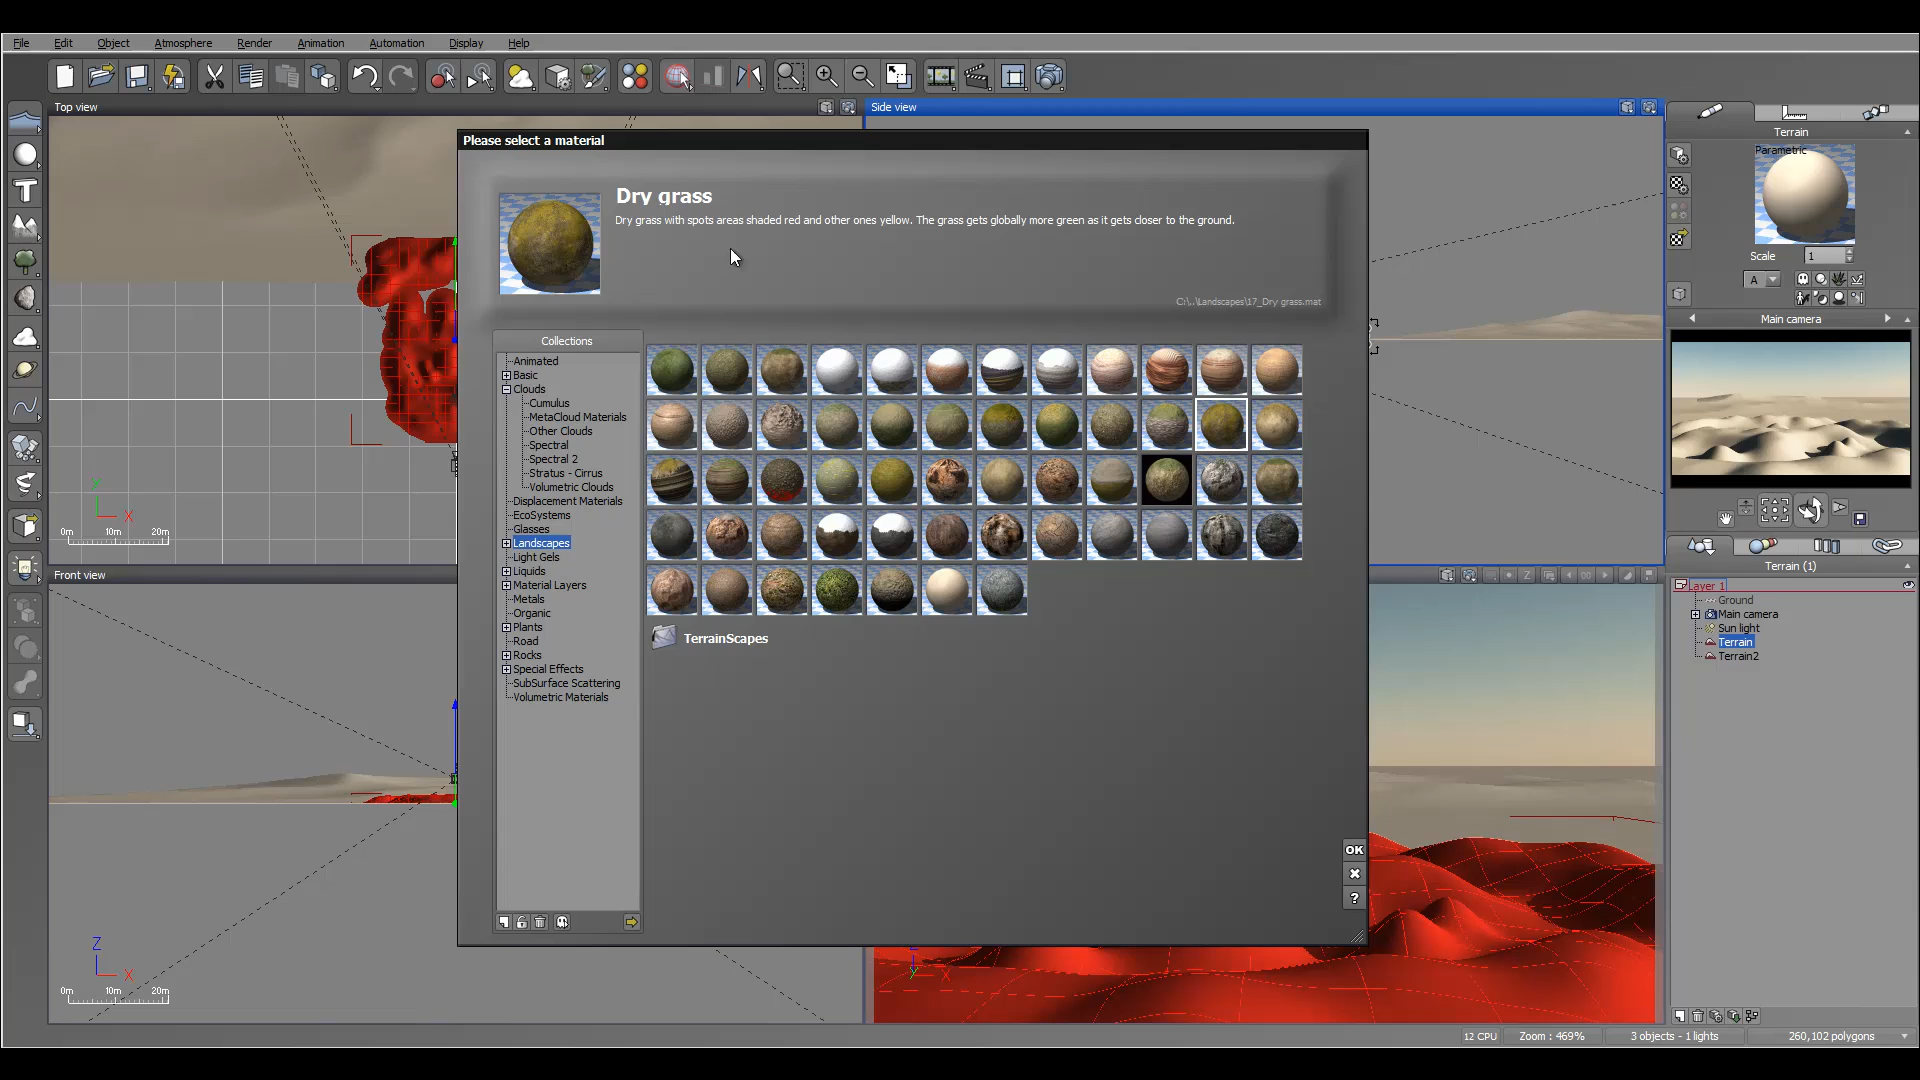 File Edit Object Atmosphere Render Animation Automation Display Help
Top view
Side view
Please select a material
Dry grass
Dry grass with spots areas shaded red and other ones yellow. The grass gets globally more green as it gets closer to the ground.
C:\..\Landscapes\17_Dry grass.mat
Collections
Animated
Basic
Clouds
Cumulus
MetaCloud Materials
Other Clouds
Spectral
Spectral 2
Stratus - Cirrus
Volumetric Clouds
Displacement Materials
EcoSystems
Glasses
Landscapes
Light Gels
Liquids
Material Layers
Metals
Organic
Plants
Road
Rocks
Special Effects
SubSurface Scattering
Volumetric Materials
TerrainScapes
OK
?
Y
X
0m 10m 20m
Front view
Z
X
0m 10m 20m
Y
X
Terrain
Parametric
Scale 1
A
Main camera
Terrain (1)
Layer 1
Ground
Main camera
Sun light
Terrain
Terrain2
12 CPU Zoom : 469% 3 objects - 1 lights 260,102 polygons